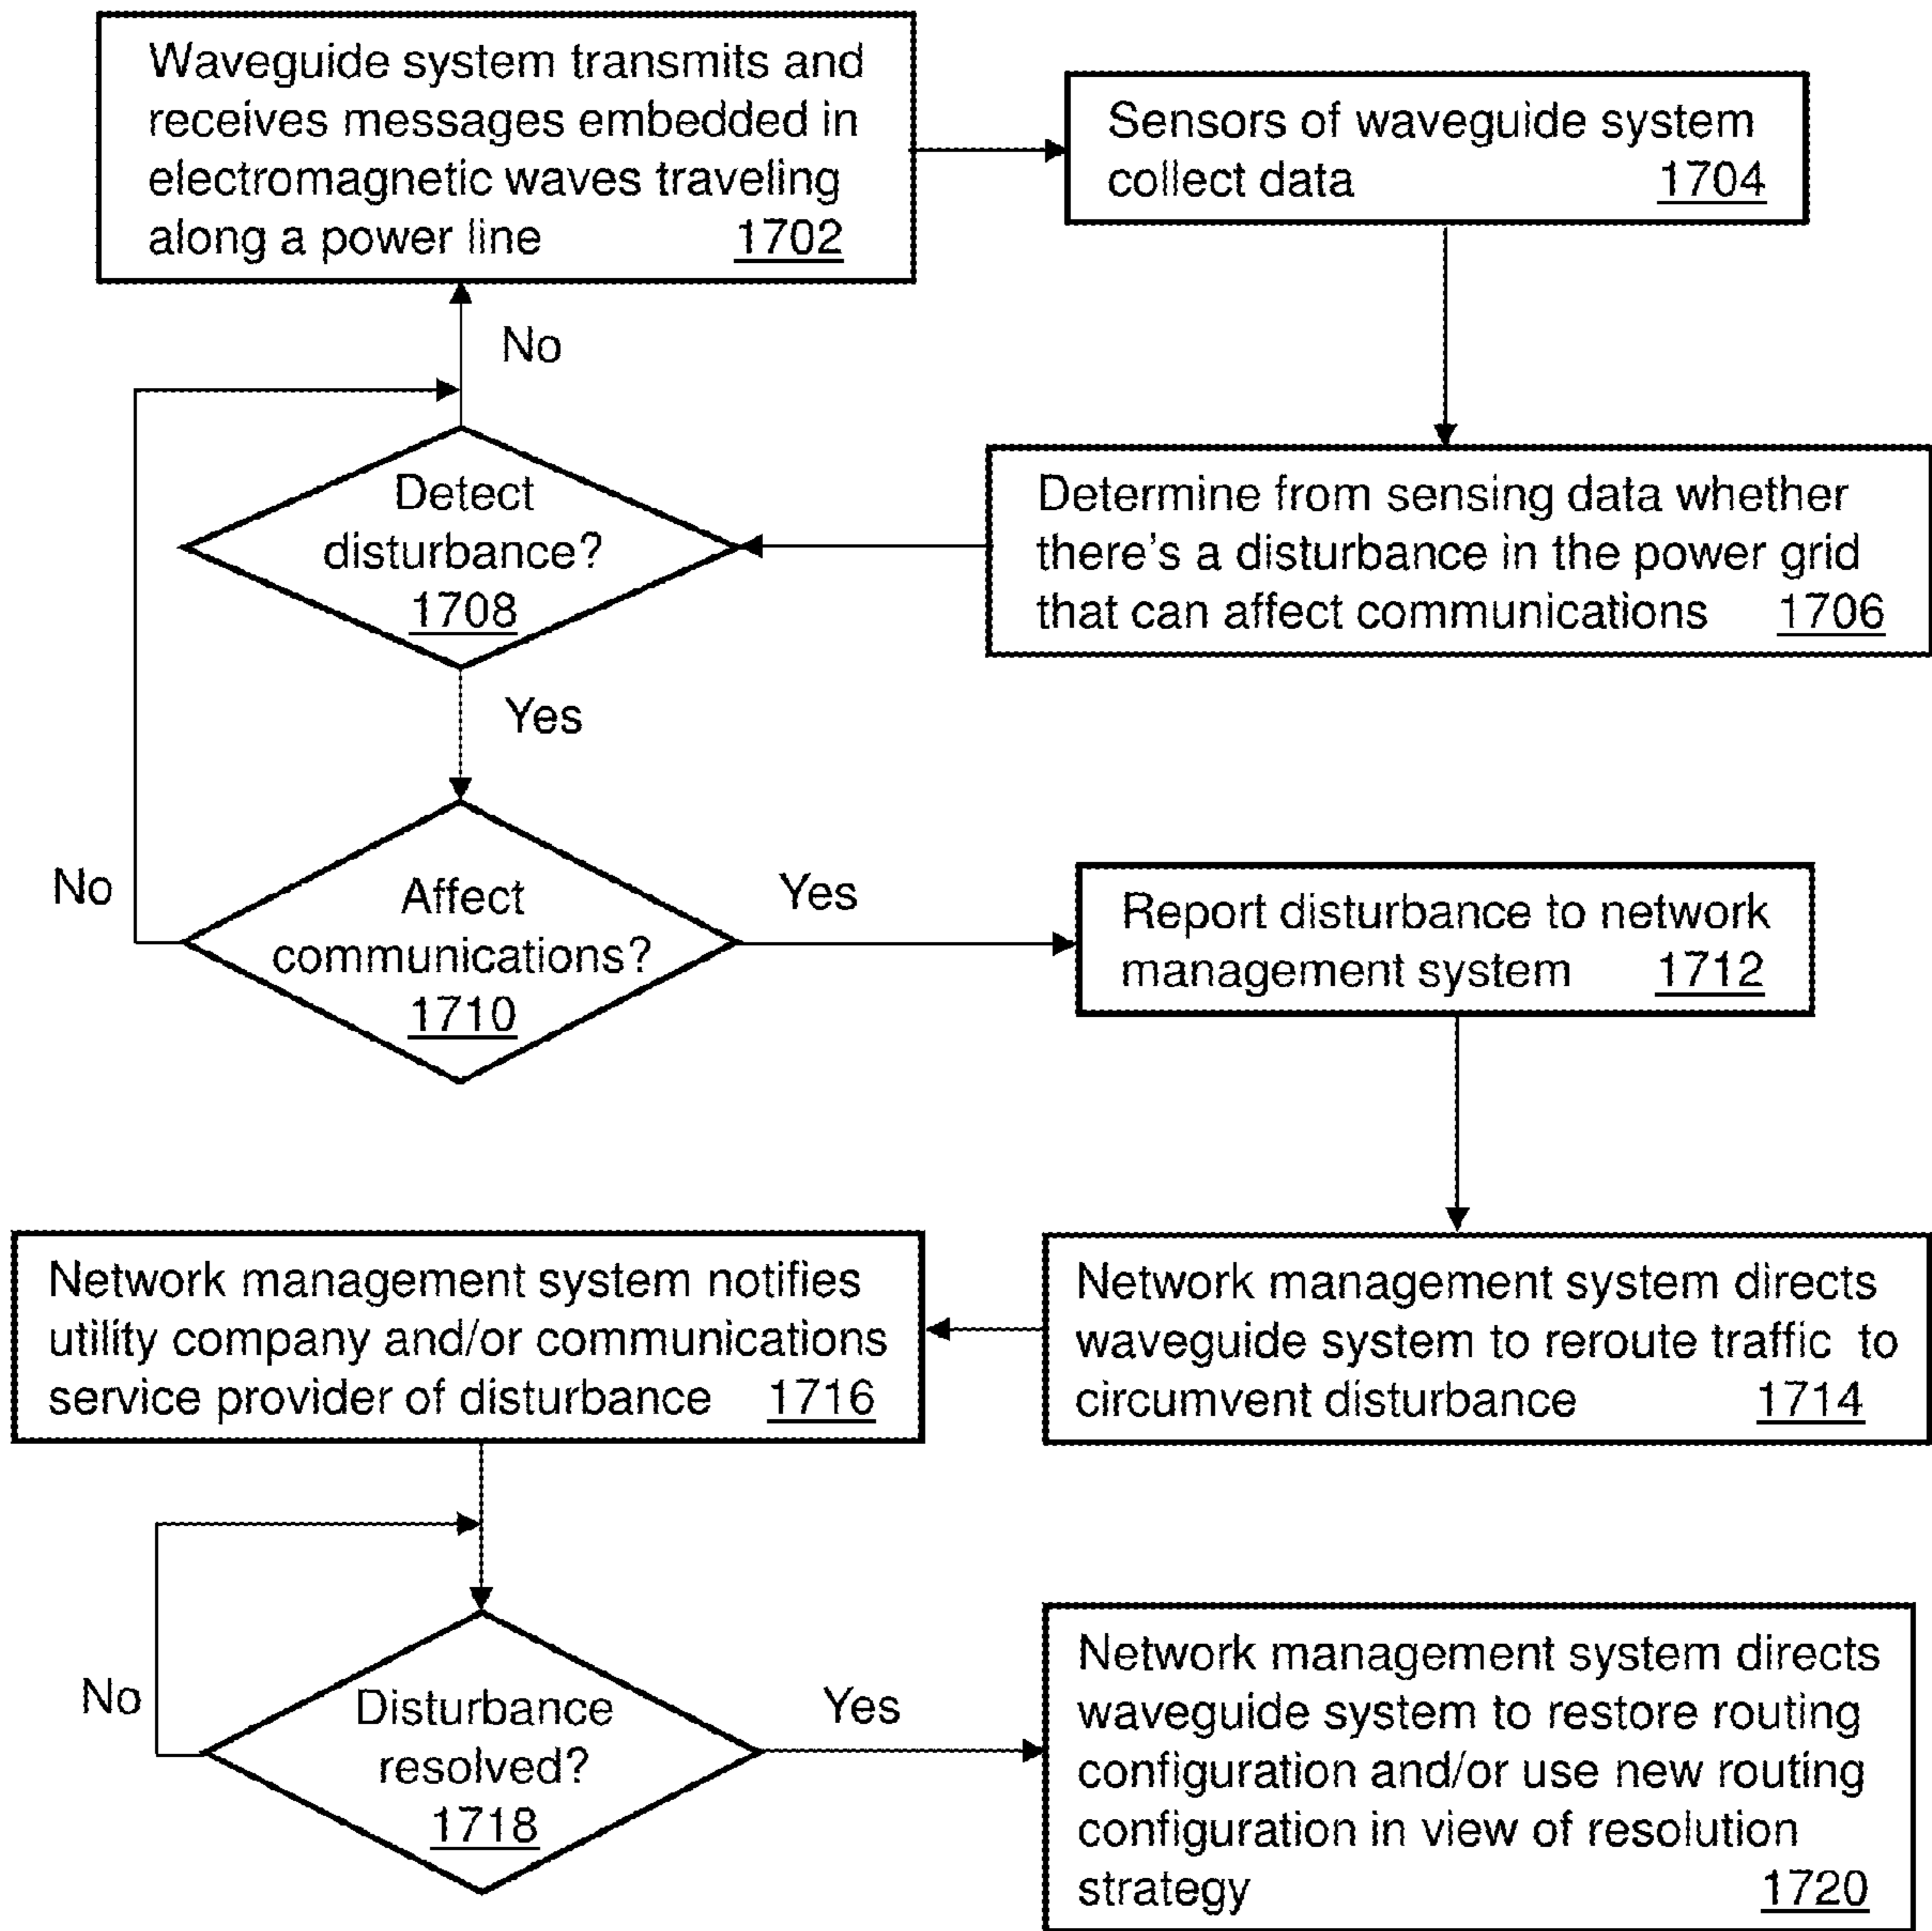 Waveguide system transmits and
receives messages embedded in
electromagnetic waves traveling
along a power line 1702
Sensors of waveguide system
collect data 1704
No
Detect
disturbance?
1708
Determine from sensing data whether
there's a disturbance in the power grid
that can affect communications 1706
Yes
No
Affect
communications?
1710
Yes
Report disturbance to network
management system 1712
Network management system notifies
utility company and/or communications
service provider of disturbance 1716
Network management system directs
waveguide system to reroute traffic to
circumvent disturbance 1714
No
Disturbance
resolved?
1718
Yes
Network management system directs
waveguide system to restore routing
configuration and/or use new routing
configuration in view of resolution
strategy 1720